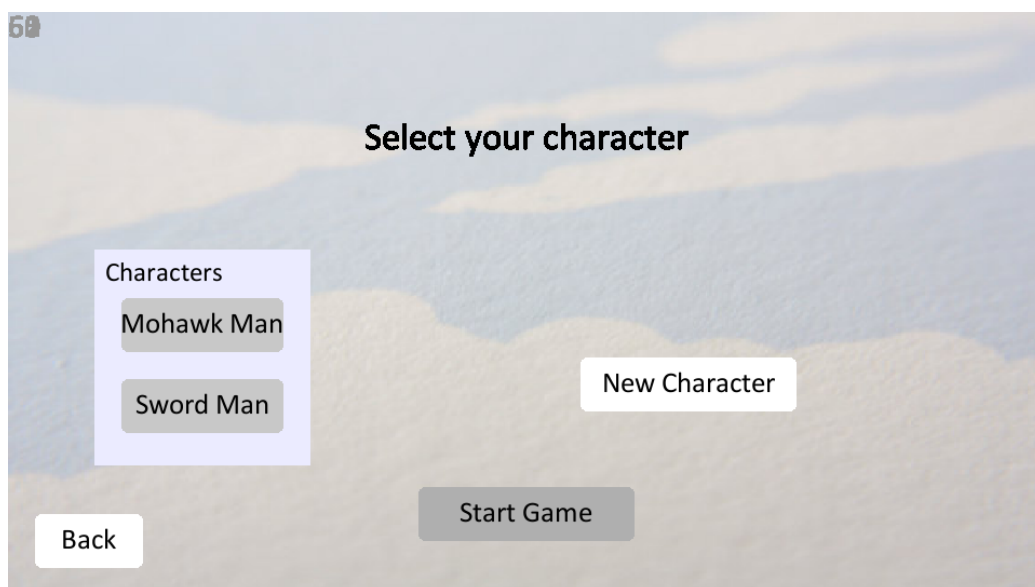 Select your character
Characters
Mohawk Man
Sword Man
New Character
Start Game
Back